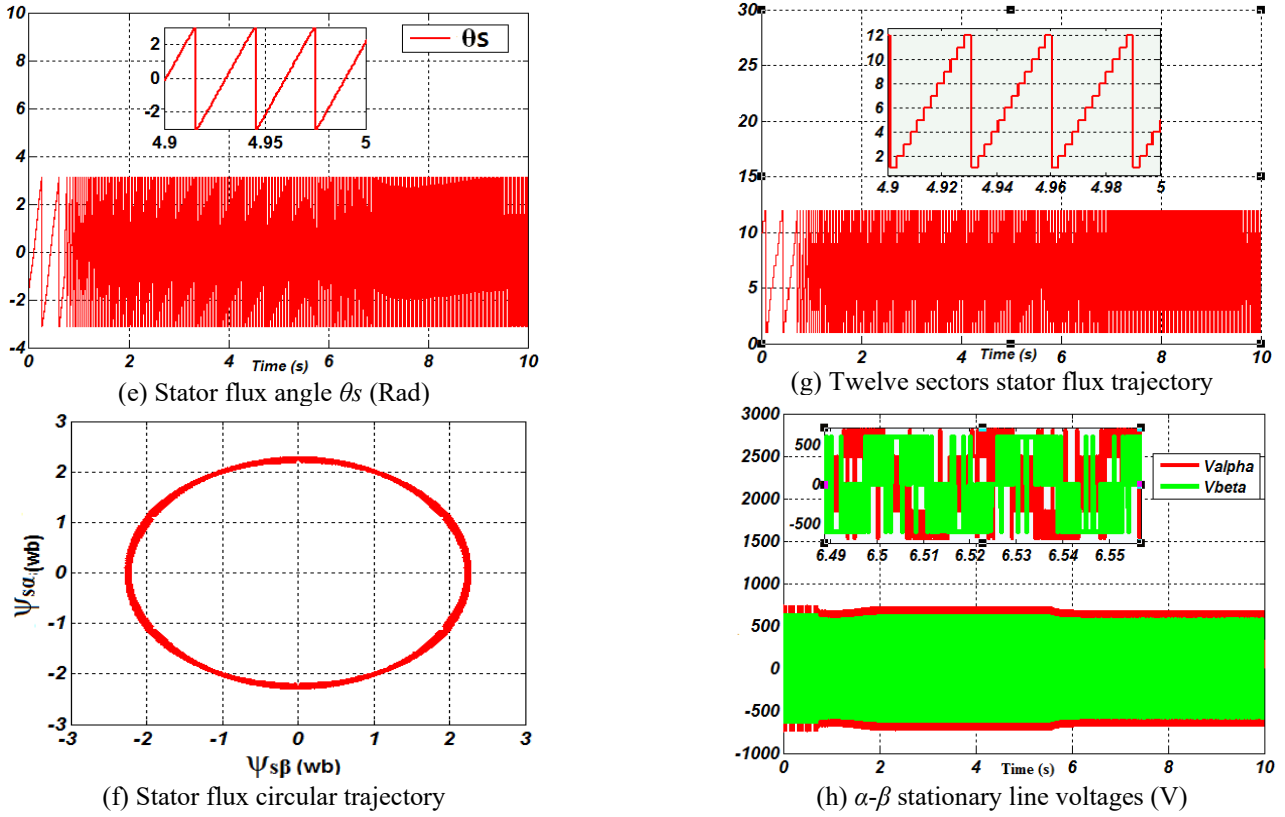 10
8
6
4
2
0
-2
-4
2
0
-2
4.9 4.95 5
θs
0 2 4 6 8 10
Time (s)
(e) Stator flux angle θs (Rad)
30
25
20
15
10
5
0
12
10
8
6
4
2
4.9 4.92 4.94 4.96 4.98 5
0 2 4 6 8 10
Time (s)
(g) Twelve sectors stator flux trajectory
3
2
1
0
-1
-2
-3
ψsα (wb)
-3 -2 -1 0 1 2 3
ψsβ (wb)
(f) Stator flux circular trajectory
3000
2500
2000
1500
1000
500
0
-500
-1000
500
0
-500
6.49 6.5 6.51 6.52 6.53 6.54 6.55
Valpha
Vbeta
0 2 4 6 8 10
Time (s)
(h) α-β stationary line voltages (V)